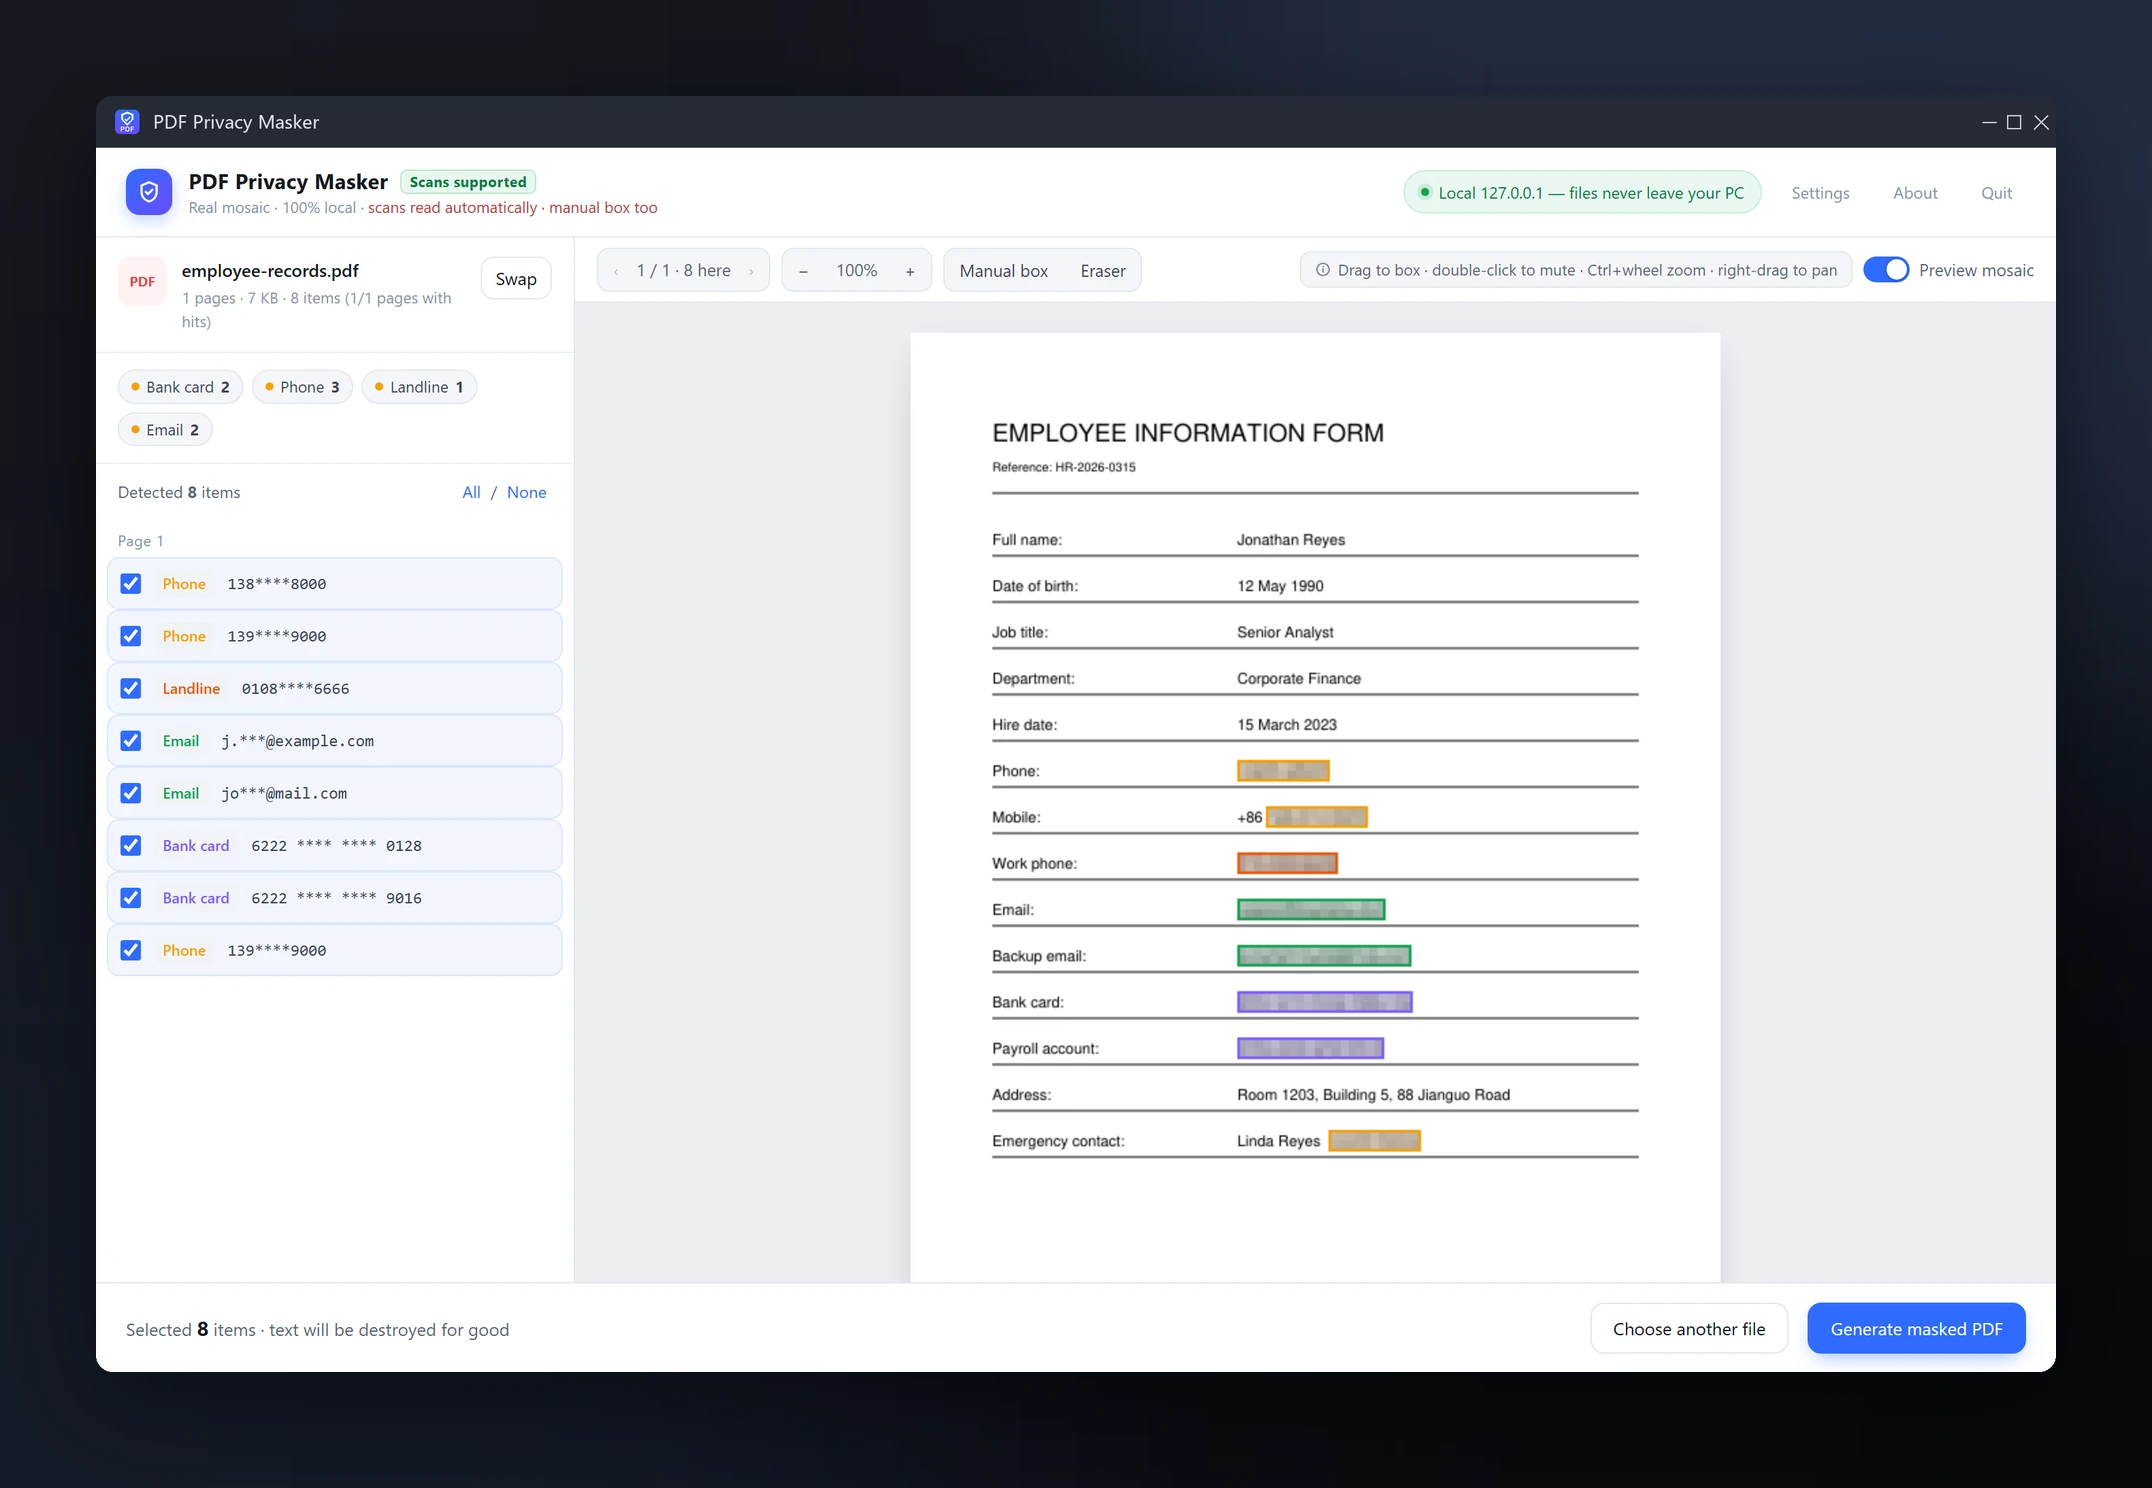 PDF Privacy Masker
PDF Privacy Masker Scans supported
Real mosaic · 100% local · scans read automatically · manual box too
Local 127.0.0.1 — files never leave your PC Settings About Quit
PDF
employee-records.pdf
1 pages · 7 KB · 8 items (1/1 pages with
hits)
Swap
Bank card 2 Phone 3 Landline 1
Email 2
Detected 8 items All / None
Page 1
Phone 138****8000
Phone 139****9000
Landline 0108****6666
Email j.***@example.com
Email jo***@mail.com
Bank card 6222 **** **** 0128
Bank card 6222 **** **** 9016
Phone 139****9000
‹ 1 / 1 · 8 here › − 100% + Manual box Eraser
Drag to box · double-click to mute · Ctrl+wheel zoom · right-drag to pan Preview mosaic
EMPLOYEE INFORMATION FORM
Reference: HR-2026-0315
Full name: Jonathan Reyes
Date of birth: 12 May 1990
Job title: Senior Analyst
Department: Corporate Finance
Hire date: 15 March 2023
Phone:
Mobile: +86
Work phone:
Email:
Backup email:
Bank card:
Payroll account:
Address: Room 1203, Building 5, 88 Jianguo Road
Emergency contact: Linda Reyes
Selected 8 items · text will be destroyed for good
Choose another file Generate masked PDF